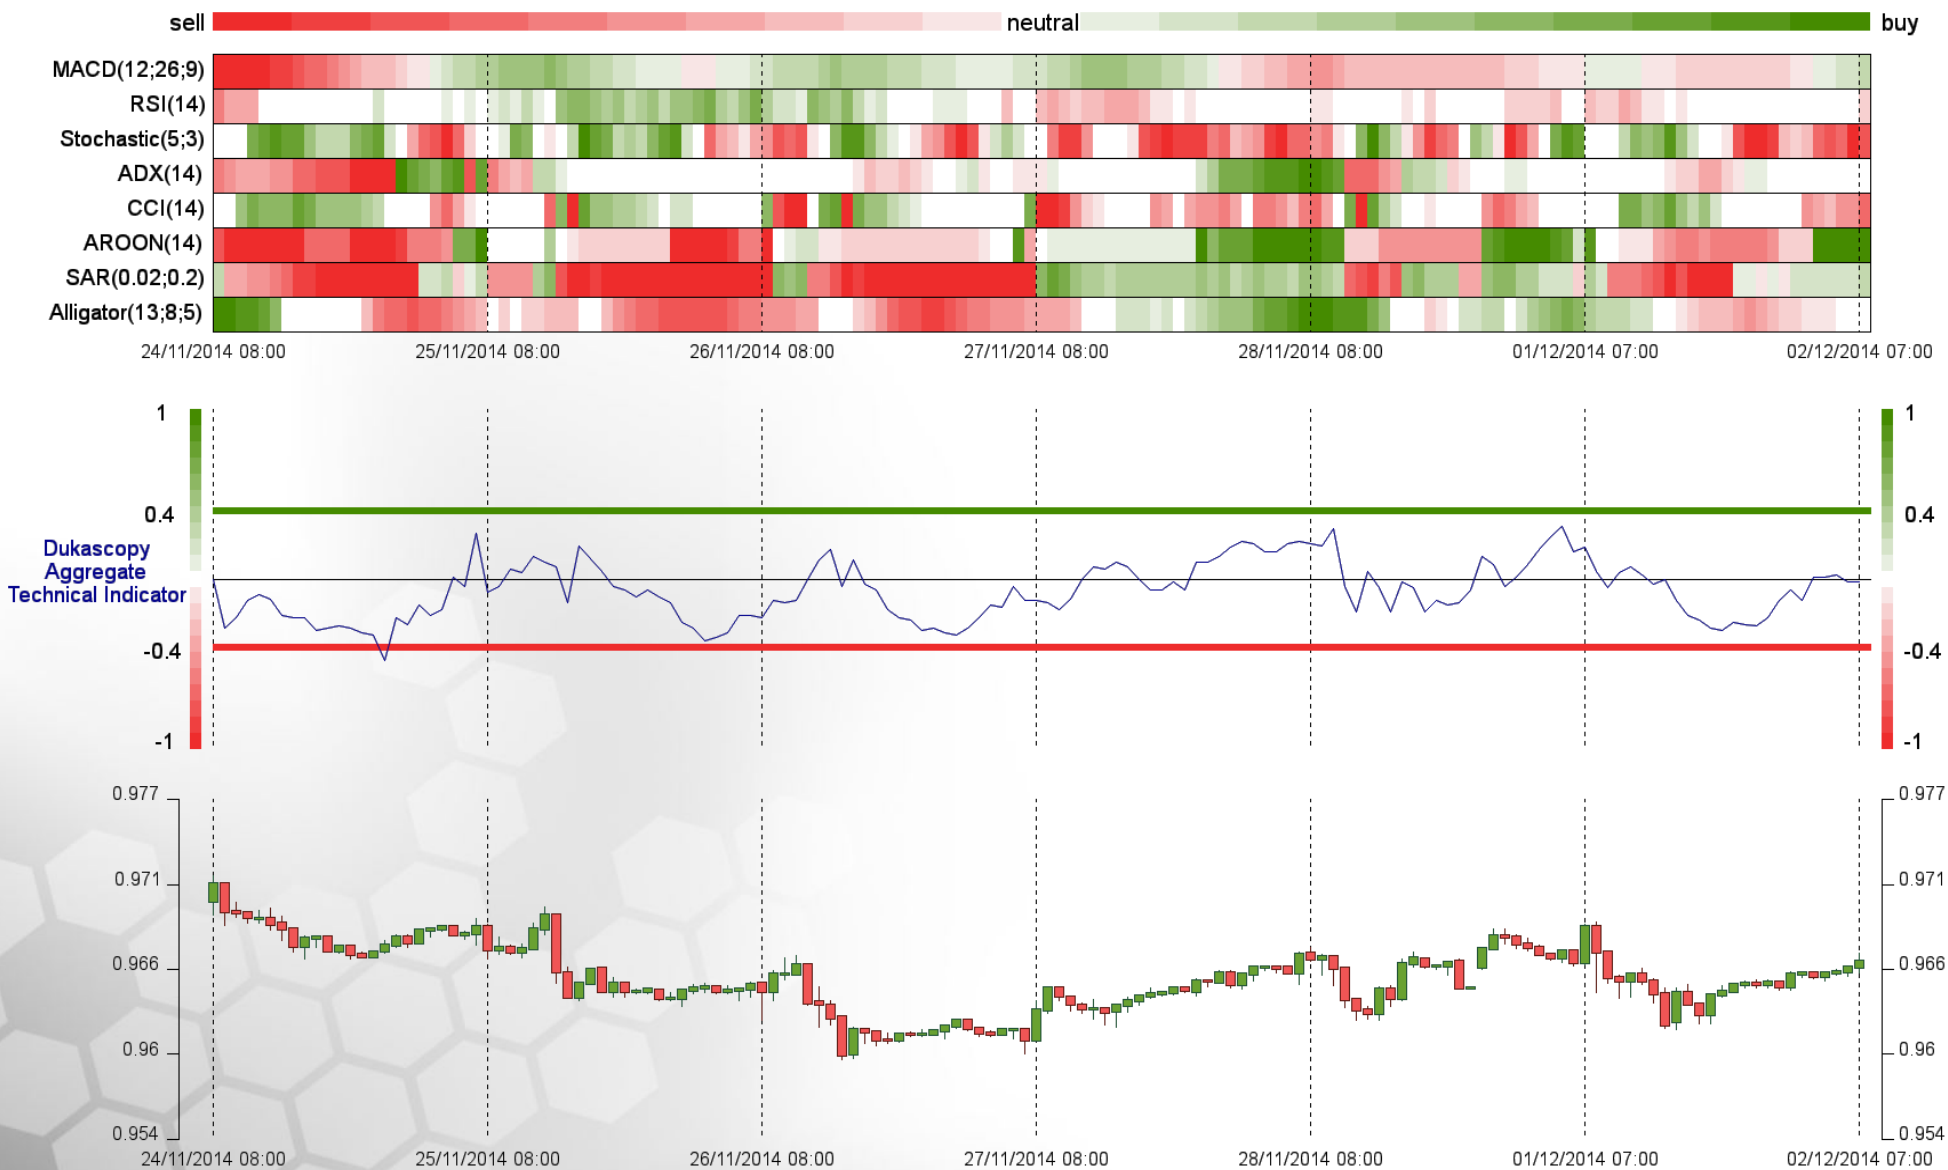 sell neutral buy
MACD(12;26;9)
RSI(14)
Stochastic(5;3)
ADX(14)
CCI(14)
AROON(14)
SAR(0.02;0.2)
Alligator(13;8;5)
24/11/2014 08:00 25/11/2014 08:00 26/11/2014 08:00 27/11/2014 08:00 28/11/2014 08:00 01/12/2014 07:00 02/12/2014 07:00
1 1
0.4 0.4
Dukascopy
Aggregate
Technical Indicator
-0.4 -0.4
-1 -1
0.977 0.977
0.971 0.971
0.966 0.966
0.96 0.96
0.954 0.954
24/11/2014 08:00 25/11/2014 08:00 26/11/2014 08:00 27/11/2014 08:00 28/11/2014 08:00 01/12/2014 07:00 02/12/2014 07:00